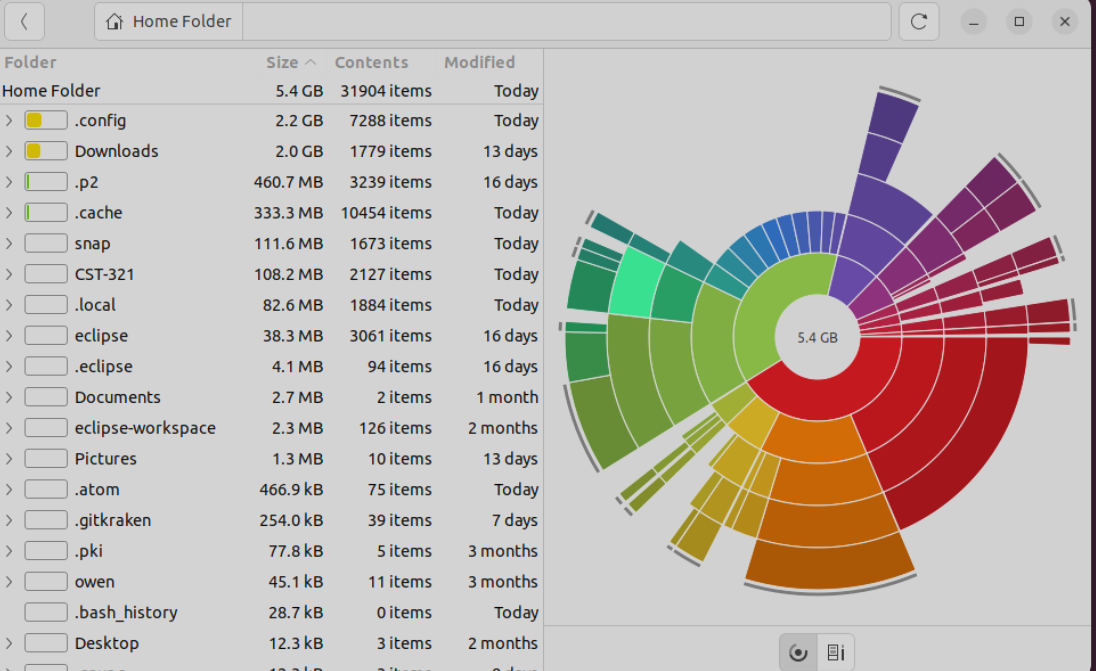 Home Folder
Folder Size Contents Modified
Home Folder 5.4 GB 31904 items Today
.config 2.2 GB 7288 items Today
Downloads 2.0 GB 1779 items 13 days
.p2 460.7 MB 3239 items 16 days
.cache 333.3 MB 10454 items Today
snap 111.6 MB 1673 items Today
CST-321 108.2 MB 2127 items Today
.local 82.6 MB 1884 items Today
eclipse 38.3 MB 3061 items 16 days
.eclipse 4.1 MB 94 items 16 days
Documents 2.7 MB 2 items 1 month
eclipse-workspace 2.3 MB 126 items 2 months
Pictures 1.3 MB 10 items 13 days
.atom 466.9 kB 75 items Today
.gitkraken 254.0 kB 39 items 7 days
.pki 77.8 kB 5 items 3 months
owen 45.1 kB 11 items 3 months
.bash_history 28.7 kB 0 items Today
Desktop 12.3 kB 3 items 2 months
5.4 GB